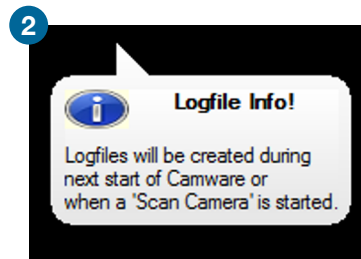 2
Logfile Info!
Logfiles will be created during
next start of Camware or
when a 'Scan Camera' is started.